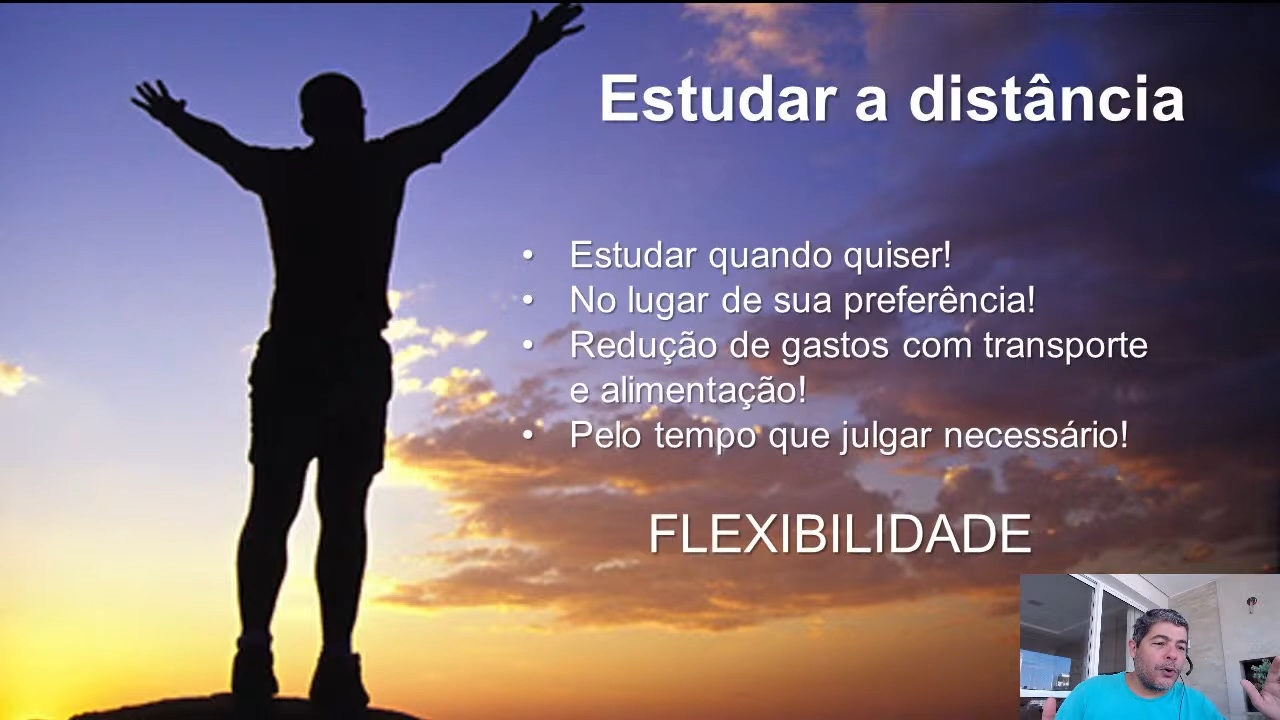 Estudar a distância
• Estudar quando quiser!
• No lugar de sua preferência!
• Redução de gastos com transporte
e alimentação!
• Pelo tempo que julgar necessário!
FLEXIBILIDADE